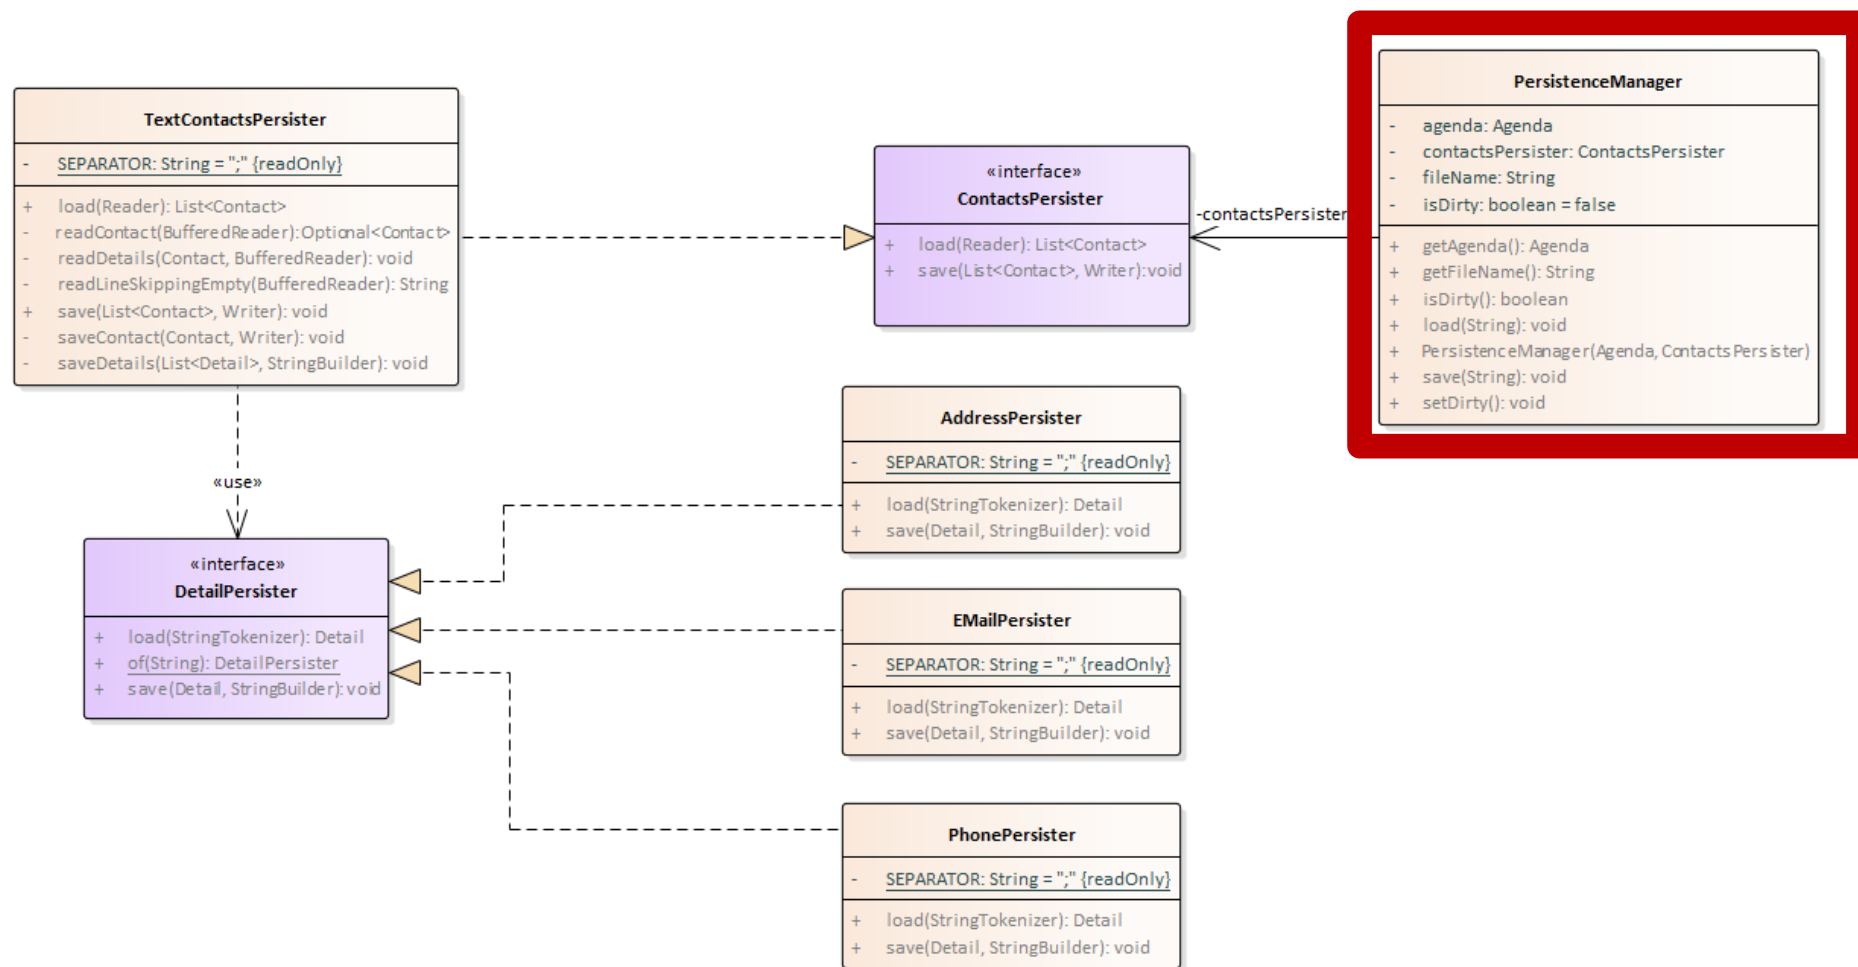 TextContactsPersister
- SEPARATOR: String = ";" {readOnly}
+ load(Reader): List<Contact>
- readContact(BufferedReader):Optional<Contact>
- readDetails(Contact, BufferedReader): void
- readLineSkippingEmpty(BufferedReader): String
+ save(List<Contact>, Writer): void
- saveContact(Contact, Writer): void
- saveDetails(List<Detail>, StringBuilder): void
«interface»
ContactsPersister
+ load(Reader): List<Contact>
+ save(List<Contact>, Writer):void
-contactsPersister
PersistenceManager
- agenda: Agenda
- contactsPersister: ContactsPersister
- fileName: String
- isDirty: boolean = false
+ getAgenda(): Agenda
+ getFileName(): String
+ isDirty(): boolean
+ load(String): void
+ PersistenceManager(Agenda, ContactsPersister)
+ save(String): void
+ setDirty(): void
«use»
«interface»
DetailPersister
+ load(StringTokenizer): Detail
+ of(String): DetailPersister
+ save(Detail, StringBuilder): void
AddressPersister
- SEPARATOR: String = ";" {readOnly}
+ load(StringTokenizer): Detail
+ save(Detail, StringBuilder): void
EMailPersister
- SEPARATOR: String = ";" {readOnly}
+ load(StringTokenizer): Detail
+ save(Detail, StringBuilder): void
PhonePersister
- SEPARATOR: String = ";" {readOnly}
+ load(StringTokenizer): Detail
+ save(Detail, StringBuilder): void